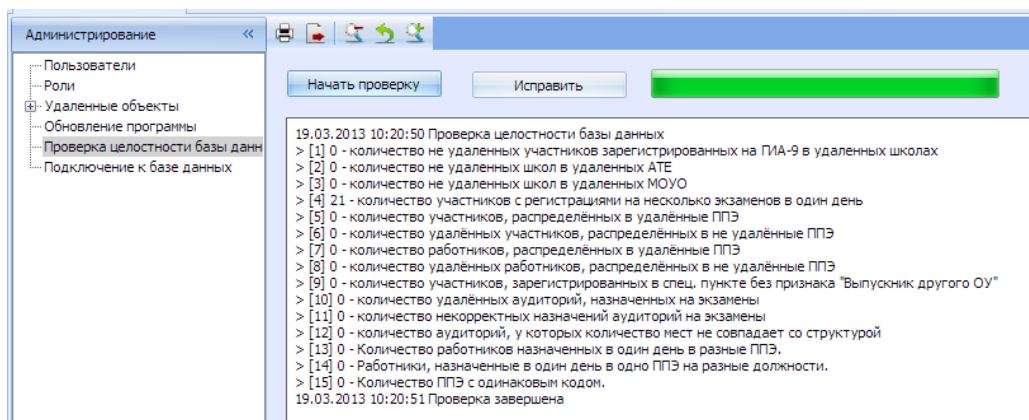 Администрирование
Пользователи
Роли
Удаленные объекты
Обновление программы
Проверка целостности базы данн
Подключение к базе данных
Начать проверку
Исправить
19.03.2013 10:20:50 Проверка целостности базы данных
> [1] 0 - количество не удаленных участников зарегистрированных на ГИА-9 в удаленных школах
> [2] 0 - количество не удаленных школ в удаленных АТЕ
> [3] 0 - количество не удаленных школ в удаленных МОУО
> [4] 21 - количество участников с регистрациями на несколько экзаменов в один день
> [5] 0 - количество участников, распределённых в удалённые ППЭ
> [6] 0 - количество удалённых участников, распределённых в не удалённые ППЭ
> [7] 0 - количество работников, распределённых в удалённые ППЭ
> [8] 0 - количество удалённых работников, распределённых в не удалённые ППЭ
> [9] 0 - количество участников, зарегистрированных в спец. пункте без признака "Выпускник другого ОУ"
> [10] 0 - количество удалённых аудиторий, назначенных на экзамены
> [11] 0 - количество некорректных назначений аудиторий на экзамены
> [12] 0 - количество аудиторий, у которых количество мест не совпадает со структурой
> [13] 0 - Количество работников назначенных в один день в разные ППЭ.
> [14] 0 - Работники, назначенные в один день в одно ППЭ на разные должности.
> [15] 0 - Количество ППЭ с одинаковым кодом.
19.03.2013 10:20:51 Проверка завершена